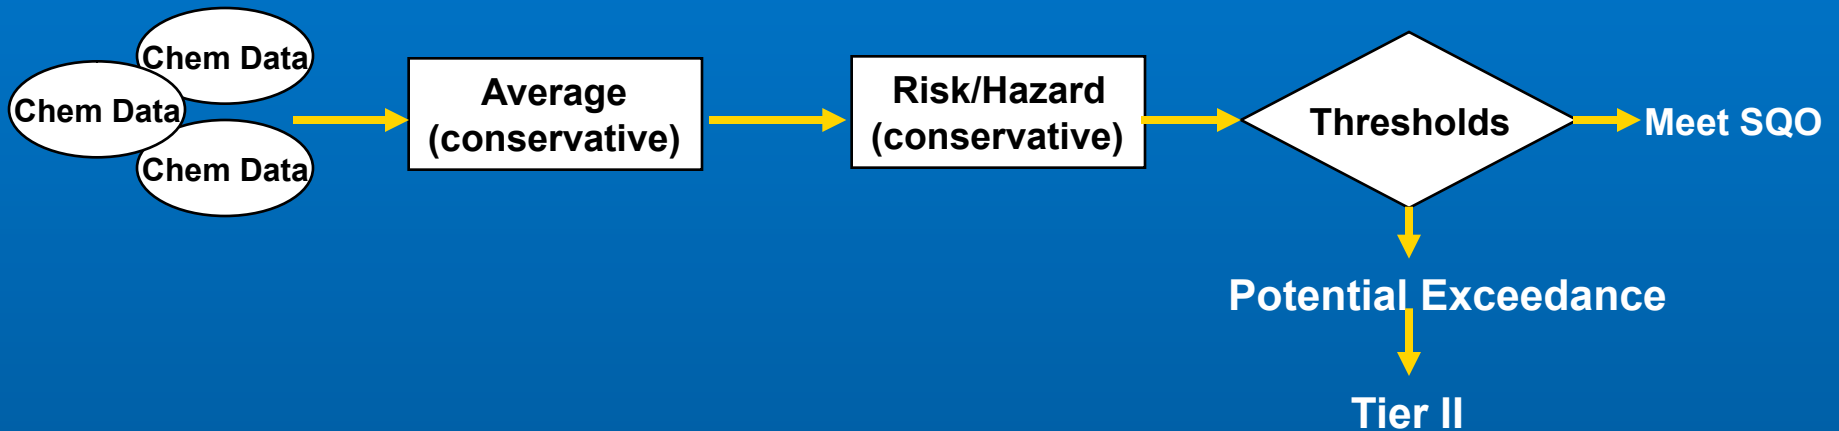 Chem Data
Chem Data
Chem Data
Average
(conservative)
Risk/Hazard
(conservative)
Thresholds
Meet SQO
Potential Exceedance
Tier II